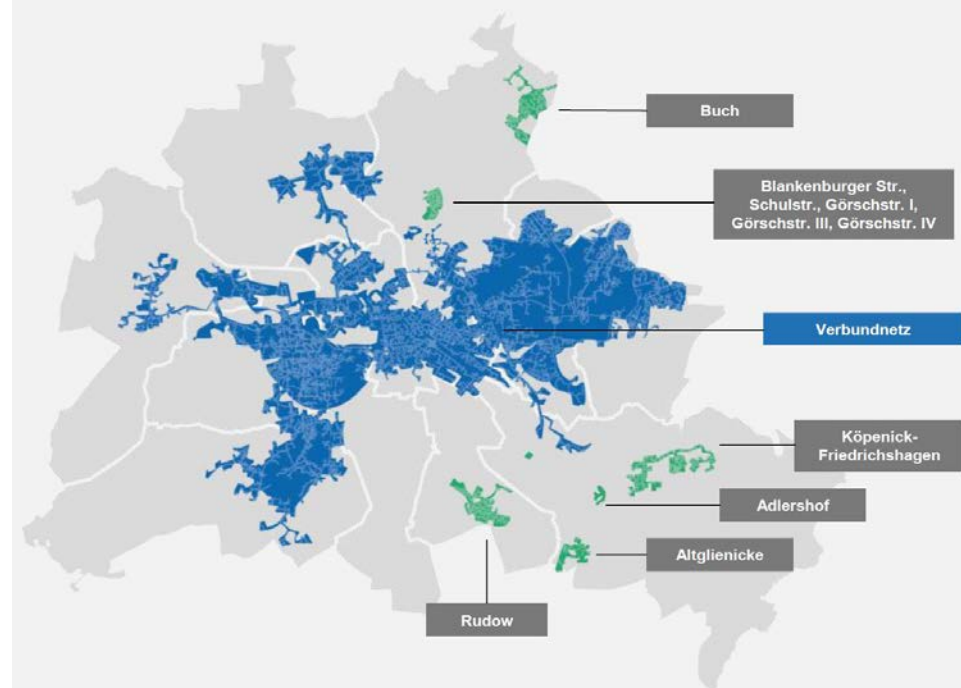 Buch
Blankenburger Str.,
Schulstr., Görschstr. I,
Görschstr. III, Görschstr. IV
Verbundnetz
Köpenick-
Friedrichshagen
Adlershof
Altglienicke
Rudow